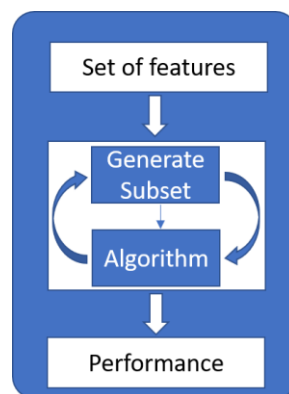 Set of features
Generate
Subset
Algorithm
Performance